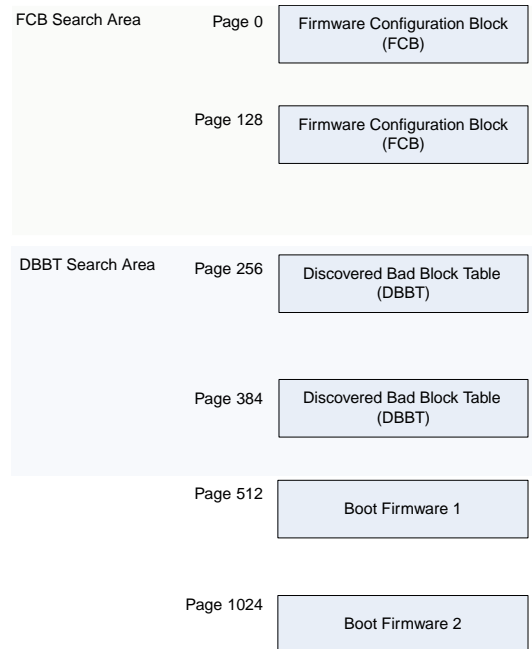 FCB Search Area
Page 0
Firmware Configuration Block
(FCB)
Page 128
Firmware Configuration Block
(FCB)
DBBT Search Area
Page 256
Discovered Bad Block Table
(DBBT)
Page 384
Discovered Bad Block Table
(DBBT)
Page 512
Boot Firmware 1
Page 1024
Boot Firmware 2